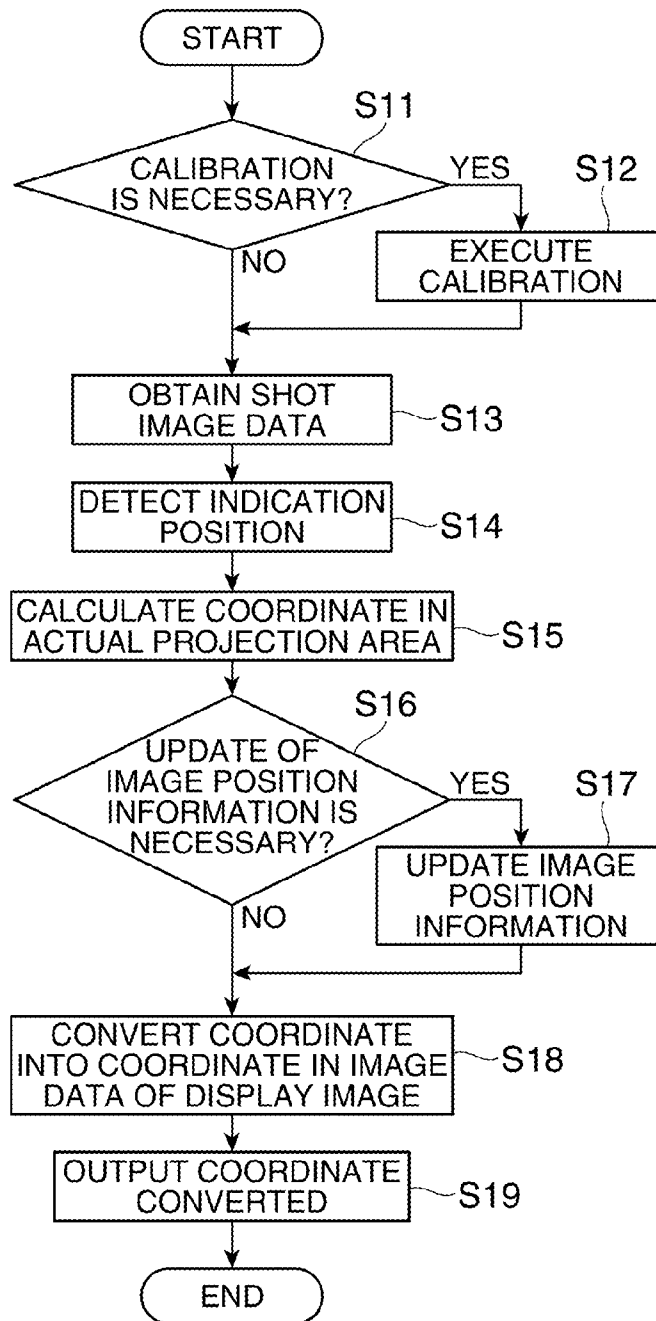 START
S11
CALIBRATION
IS NECESSARY?
YES
S12
EXECUTE
CALIBRATION
NO
OBTAIN SHOT
IMAGE DATA
S13
DETECT INDICATION
POSITION
S14
CALCULATE COORDINATE IN
ACTUAL PROJECTION AREA
S15
S16
UPDATE OF
IMAGE POSITION
INFORMATION IS
NECESSARY?
YES
S17
UPDATE IMAGE
POSITION
INFORMATION
NO
CONVERT COORDINATE
INTO COORDINATE IN IMAGE
DATA OF DISPLAY IMAGE
S18
OUTPUT COORDINATE
CONVERTED
S19
END